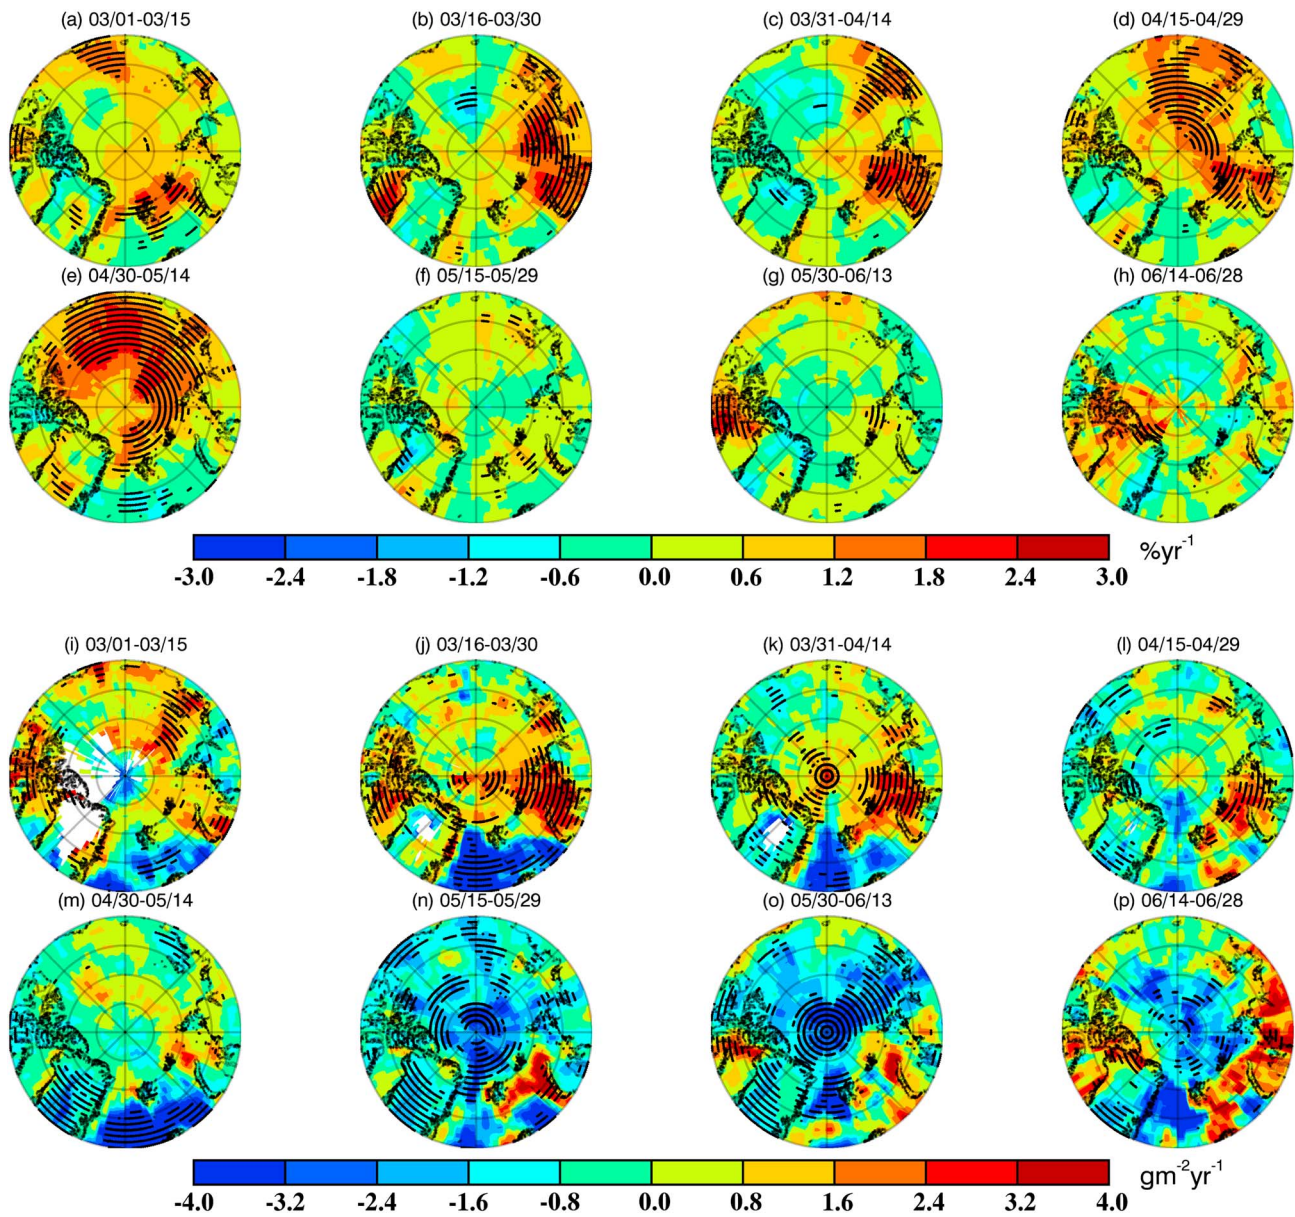 (a) 03/01-03/15 (b) 03/16-03/30 (c) 03/31-04/14 (d) 04/15-04/29
(e) 04/30-05/14 (f) 05/15-05/29 (g) 05/30-06/13 (h) 06/14-06/28
-3.0 -2.4 -1.8 -1.2 -0.6 0.0 0.6 1.2 1.8 2.4 3.0 %yr⁻¹
(i) 03/01-03/15 (j) 03/16-03/30 (k) 03/31-04/14 (l) 04/15-04/29
(m) 04/30-05/14 (n) 05/15-05/29 (o) 05/30-06/13 (p) 06/14-06/28
-4.0 -3.2 -2.4 -1.6 -0.8 0.0 0.8 1.6 2.4 3.2 4.0 gm⁻²yr⁻¹